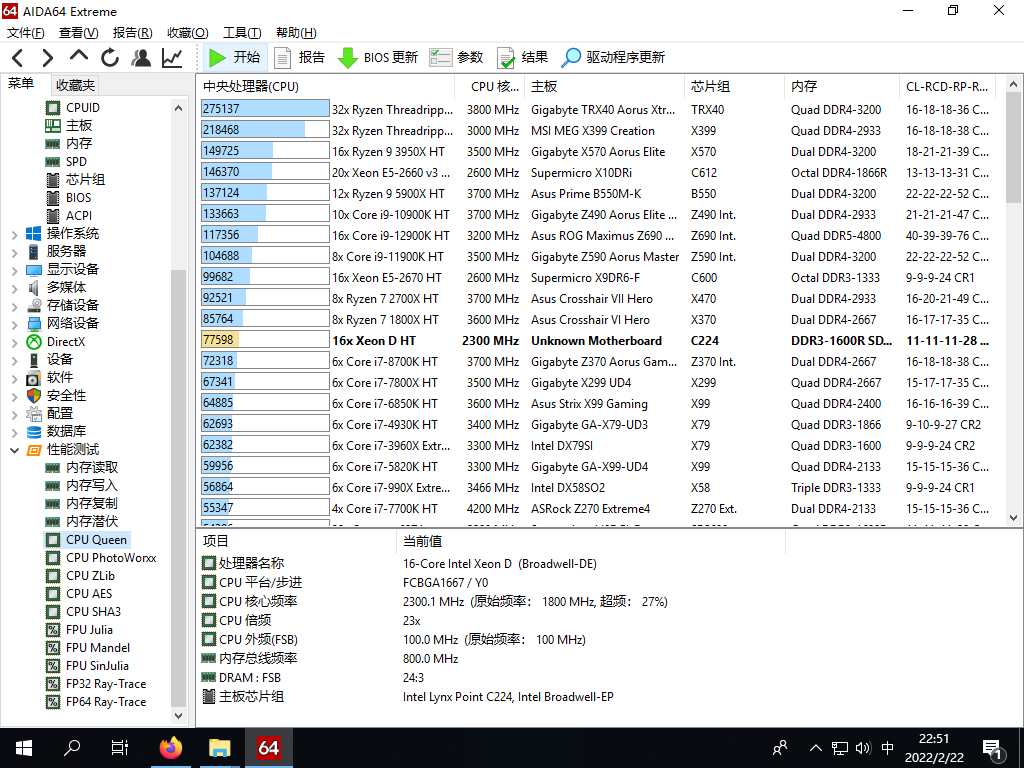 AIDA64 Extreme
文件(F) 查看(V) 报告(R) 收藏(O) 工具(T) 帮助(H)
开始 报告 BIOS 更新 参数 结果 驱动程序更新
菜单 收藏夹
CPUID
主板
内存
SPD
芯片组
BIOS
ACPI
操作系统
服务器
显示设备
多媒体
存储设备
网络设备
DirectX
设备
软件
安全性
配置
数据库
性能测试
内存读取
内存写入
内存复制
内存潜伏
CPU Queen
CPU PhotoWorxx
CPU ZLib
CPU AES
CPU SHA3
FPU Julia
FPU Mandel
FPU SinJulia
FP32 Ray-Trace
FP64 Ray-Trace
中央处理器(CPU) CPU 核... 主板 芯片组 内存 CL-RCD-RP-R...
275137 32x Ryzen Threadripp... 3800 MHz Gigabyte TRX40 Aorus Xtr... TRX40 Quad DDR4-3200 16-18-18-36 C...
218468 32x Ryzen Threadripp... 3000 MHz MSI MEG X399 Creation X399 Quad DDR4-2933 16-18-18-38 C...
149725 16x Ryzen 9 3950X HT 3500 MHz Gigabyte X570 Aorus Elite X570 Dual DDR4-3200 18-21-21-39 C...
146370 20x Xeon E5-2660 v3 ... 2600 MHz Supermicro X10DRi C612 Octal DDR4-1866R 13-13-13-31 C...
137124 12x Ryzen 9 5900X HT 3700 MHz Asus Prime B550M-K B550 Dual DDR4-3200 22-22-22-52 C...
133663 10x Core i9-10900K HT 3700 MHz Gigabyte Z490 Aorus Elite ... Z490 Int. Dual DDR4-2933 21-21-21-47 C...
117356 16x Core i9-12900K HT 3200 MHz Asus ROG Maximus Z690 ... Z690 Int. Quad DDR5-4800 40-39-39-76 C...
104688 8x Core i9-11900K HT 3500 MHz Gigabyte Z590 Aorus Master Z590 Int. Dual DDR4-3200 22-22-22-52 C...
99682 16x Xeon E5-2670 HT 2600 MHz Supermicro X9DR6-F C600 Octal DDR3-1333 9-9-9-24 CR1
92521 8x Ryzen 7 2700X HT 3700 MHz Asus Crosshair VII Hero X470 Dual DDR4-2933 16-20-21-49 C...
85764 8x Ryzen 7 1800X HT 3600 MHz Asus Crosshair VI Hero X370 Dual DDR4-2667 16-17-17-35 C...
77598 16x Xeon D HT 2300 MHz Unknown Motherboard C224 DDR3-1600R SD... 11-11-11-28 ...
72318 6x Core i7-8700K HT 3700 MHz Gigabyte Z370 Aorus Gam... Z370 Int. Dual DDR4-2667 16-18-18-38 C...
67341 6x Core i7-7800X HT 3500 MHz Gigabyte X299 UD4 X299 Quad DDR4-2667 15-17-17-35 C...
64885 6x Core i7-6850K HT 3600 MHz Asus Strix X99 Gaming X99 Quad DDR4-2400 16-16-16-39 C...
62693 6x Core i7-4930K HT 3400 MHz Gigabyte GA-X79-UD3 X79 Quad DDR3-1866 9-10-9-27 CR2
62382 6x Core i7-3960X Extr... 3300 MHz Intel DX79SI X79 Quad DDR3-1600 9-9-9-24 CR2
59956 6x Core i7-5820K HT 3300 MHz Gigabyte GA-X99-UD4 X99 Quad DDR4-2133 15-15-15-36 C...
56864 6x Core i7-990X Extre... 3466 MHz Intel DX58SO2 X58 Triple DDR3-1333 9-9-9-24 CR1
55347 4x Core i7-7700K HT 4200 MHz ASRock Z270 Extreme4 Z270 Ext. Dual DDR4-2133 15-15-15-36 C...
项目 当前值
处理器名称 16-Core Intel Xeon D (Broadwell-DE)
CPU 平台/步进 FCBGA1667 / Y0
CPU 核心频率 2300.1 MHz (原始频率： 1800 MHz, 超频： 27%)
CPU 倍频 23x
CPU 外频(FSB) 100.0 MHz (原始频率： 100 MHz)
内存总线频率 800.0 MHz
DRAM : FSB 24:3
主板芯片组 Intel Lynx Point C224, Intel Broadwell-EP
64 中 22:51
2022/2/22 1